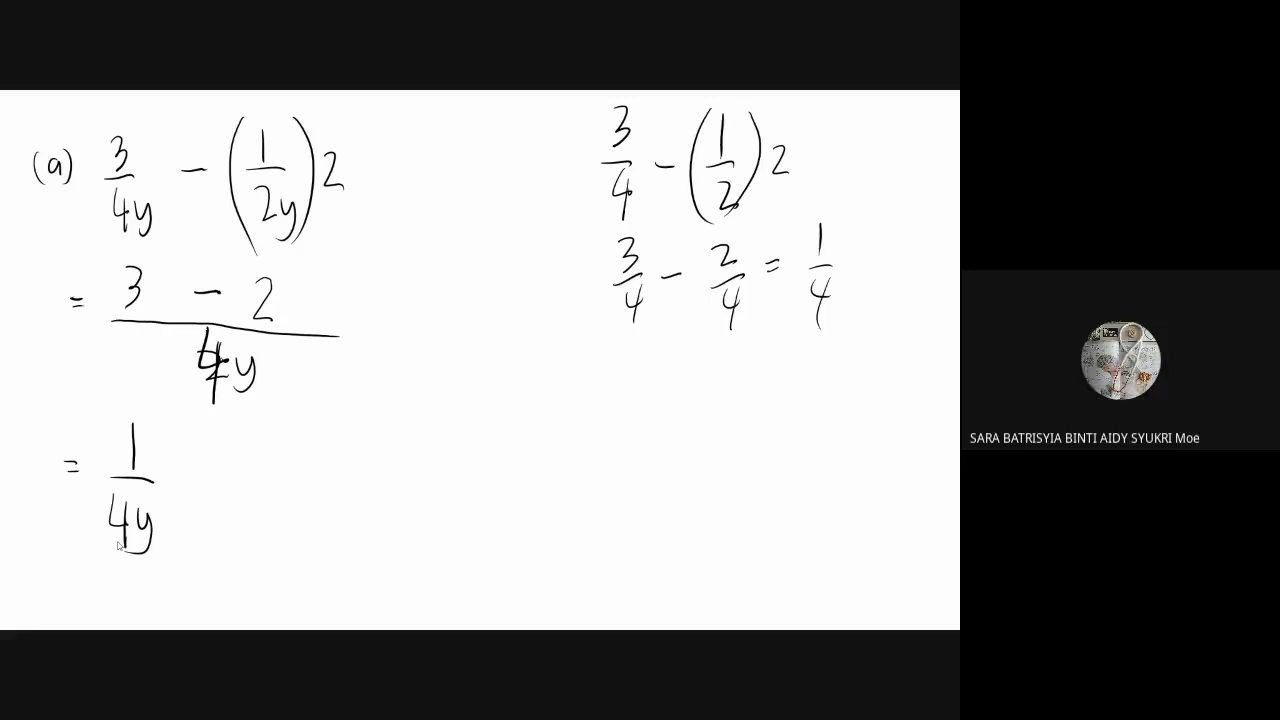 (a) 3/4y - (1/2y) 2
= 3 - 2 / 4y
= 1/4y
3/4 - (1/2) 2
3/4 - 2/4 = 1/4
SARA BATRISYIA BINTI AIDY SYUKRI Moe